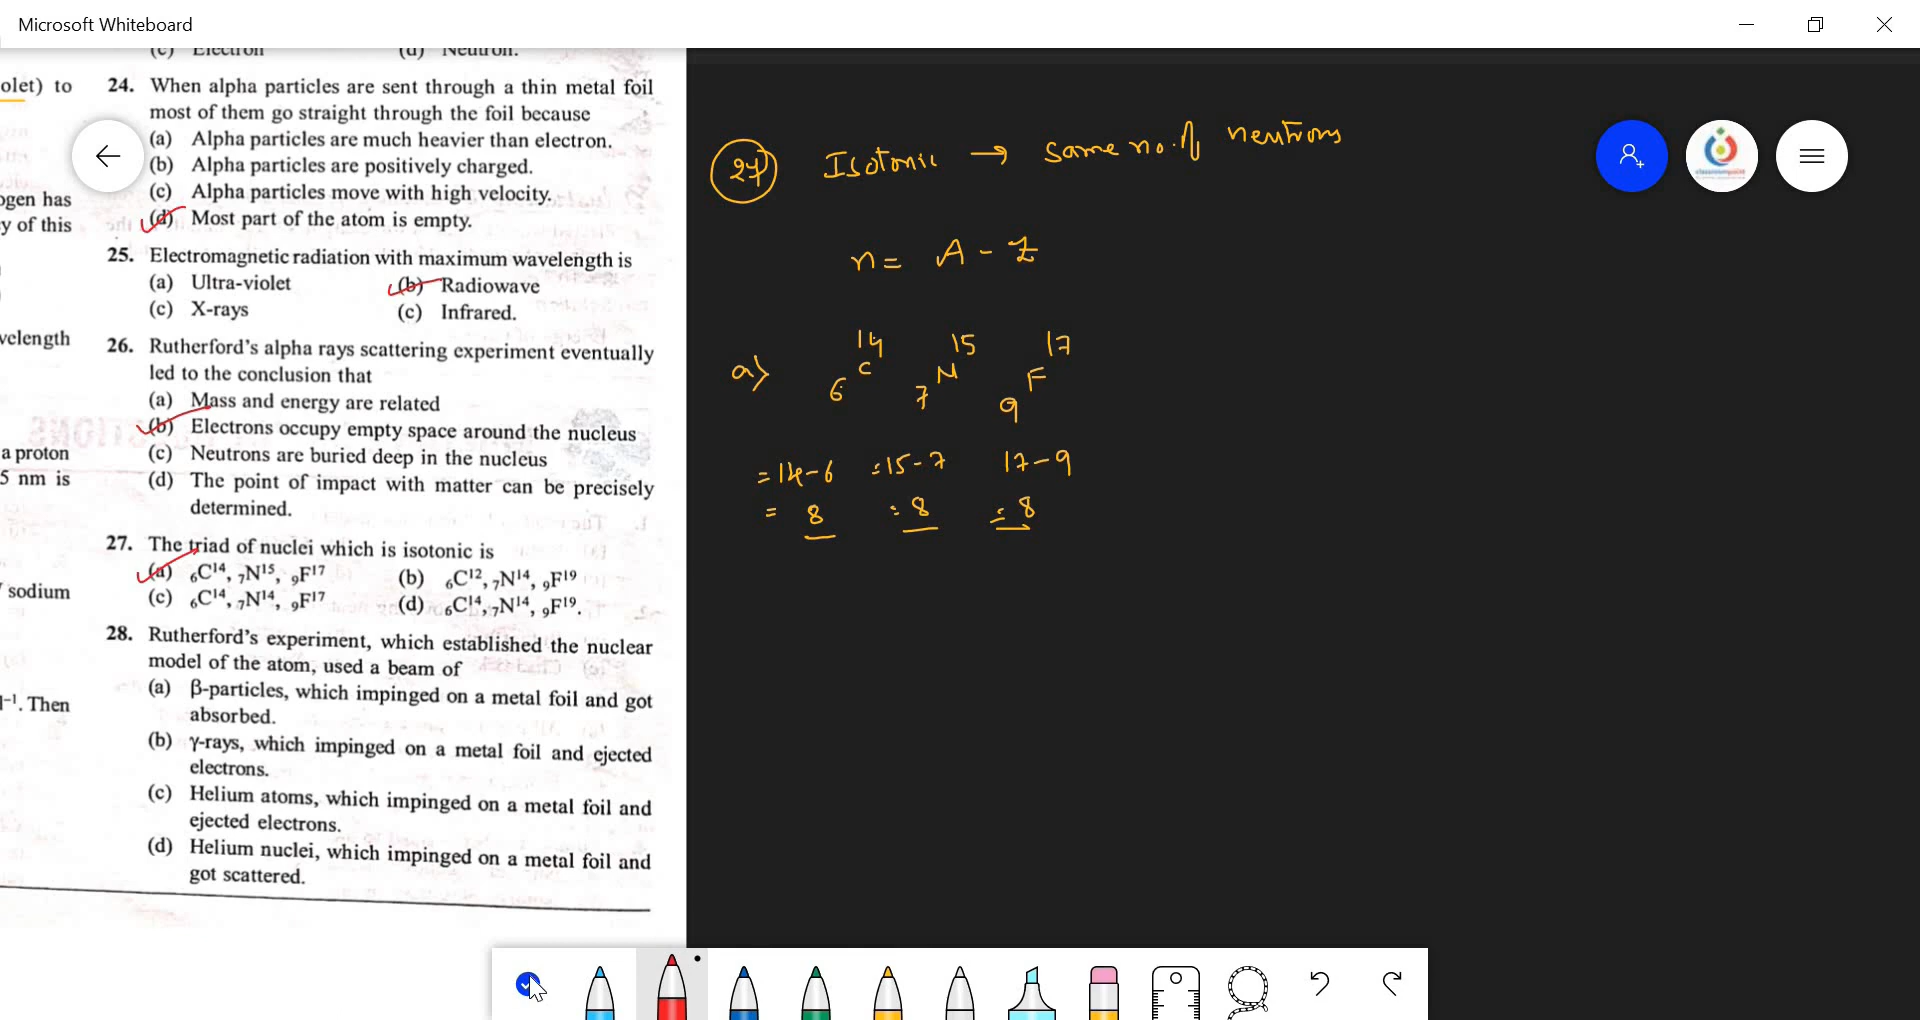 Microsoft Whiteboard
(c) Electron (d) Neutron.
olet) to
24. When alpha particles are sent through a thin metal foil
most of them go straight through the foil because
(a) Alpha particles are much heavier than electron.
(b) Alpha particles are positively charged.
(c) Alpha particles move with high velocity.
(d) Most part of the atom is empty.
ogen has
y of this
25. Electromagnetic radiation with maximum wavelength is
(a) Ultra-violet (b) Radiowave
(c) X-rays (c) Infrared.
velength
26. Rutherford's alpha rays scattering experiment eventually
led to the conclusion that
(a) Mass and energy are related
(b) Electrons occupy empty space around the nucleus
(c) Neutrons are buried deep in the nucleus
(d) The point of impact with matter can be precisely
determined.
a proton
5 nm is
27. The triad of nuclei which is isotonic is
(a) ₆C¹⁴, ₇N¹⁵, ₉F¹⁷ (b) ₆C¹², ₇N¹⁴, ₉F¹⁹
(c) ₆C¹⁴, ₇N¹⁴, ₉F¹⁷ (d) ₆C¹⁴, ₇N¹⁴, ₉F¹⁹.
sodium
28. Rutherford's experiment, which established the nuclear
model of the atom, used a beam of
(a) β-particles, which impinged on a metal foil and got
absorbed.
(b) γ-rays, which impinged on a metal foil and ejected
electrons.
(c) Helium atoms, which impinged on a metal foil and
ejected electrons.
(d) Helium nuclei, which impinged on a metal foil and
got scattered.
l⁻¹. Then
27 Isotonic → same no. of neutrons
n = A - Z
a) ₆C¹⁴ ₇N¹⁵ ₉F¹⁷
= 14-6 = 15-7 17-9
= 8 = 8 = 8